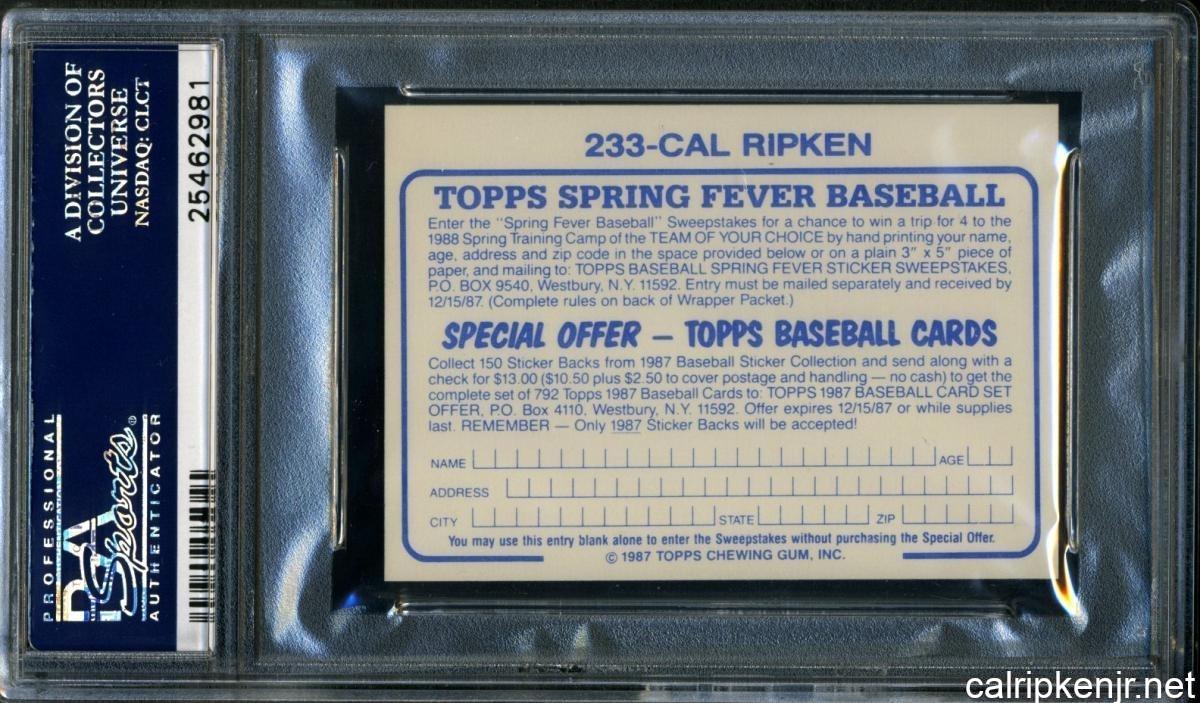 A DIVISION OF
COLLECTORS
UNIVERSE
NASDAQ: CLCT
25462981
PROFESSIONAL
PSA
Sports®
AUTHENTICATOR
233-CAL RIPKEN
TOPPS SPRING FEVER BASEBALL
Enter the "Spring Fever Baseball" Sweepstakes for a chance to win a trip for 4 to the
1988 Spring Training Camp of the TEAM OF YOUR CHOICE by hand printing your name,
age, address and zip code in the space provided below or on a plain 3" x 5" piece of
paper, and mailing to: TOPPS BASEBALL SPRING FEVER STICKER SWEEPSTAKES,
P.O. BOX 9540, Westbury, N.Y. 11592. Entry must be mailed separately and received by
12/15/87. (Complete rules on back of Wrapper Packet.)
SPECIAL OFFER — TOPPS BASEBALL CARDS
Collect 150 Sticker Backs from 1987 Baseball Sticker Collection and send along with a
check for $13.00 ($10.50 plus $2.50 to cover postage and handling — no cash) to get the
complete set of 792 Topps 1987 Baseball Cards to: TOPPS 1987 BASEBALL CARD SET
OFFER, P.O. Box 4110, Westbury, N.Y. 11592. Offer expires 12/15/87 or while supplies
last. REMEMBER — Only 1987 Sticker Backs will be accepted!
NAME AGE
ADDRESS
CITY STATE ZIP
You may use this entry blank alone to enter the Sweepstakes without purchasing the Special Offer.
© 1987 TOPPS CHEWING GUM, INC.
calripkenjr.net